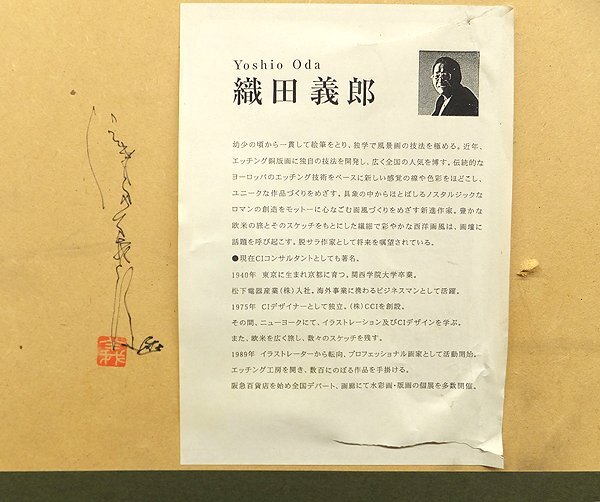 Yoshio Oda
織田義郎
幼少の頃から一貫して絵筆をとり、独学で風景画の技法を極める。近年、
エッチング銅版画に独自の技法を開発し、広く全国の人気を博す。伝統的な
ヨーロッパのエッチング技術をベースに新しい感覚の線や色彩をほどこし、
ユニークな作品づくりをめざす。具象の中からほとばしるノスタルジックな
ロマンの創造をモットーに心なごむ画風づくりをめざす新進作家。豊かな
欧米の旅とそのスケッチをもとにした繊細で彩やかな西洋画風は、画壇に
話題を呼び起こす。脱サラ作家として将来を嘱望されている。
●現在CIコンサルタントとしても著名。
1940年 東京に生まれ京都に育つ。関西学院大学卒業。
松下電器産業(株)入社。海外事業に携わるビジネスマンとして活躍。
1975年 CIデザイナーとして独立。(株)CCIを創設。
その間、ニューヨークにて、イラストレーション及びCIデザインを学ぶ。
また、欧米を広く旅し、数々のスケッチを残す。
1989年 イラストレーターから転向、プロフェッショナル画家として活動開始。
エッチング工房を開き、数百にのぼる作品を手掛ける。
阪急百貨店を始め全国デパート、画廊にて水彩画・版画の個展を多数開催。